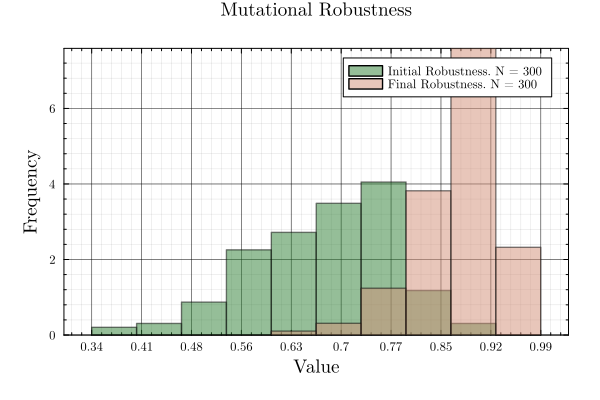 Mutational Robustness
Initial Robustness. N = 300
Final Robustness. N = 300
Frequency
6
4
2
0
0.34 0.41 0.48 0.56 0.63 0.7 0.77 0.85 0.92 0.99
Value